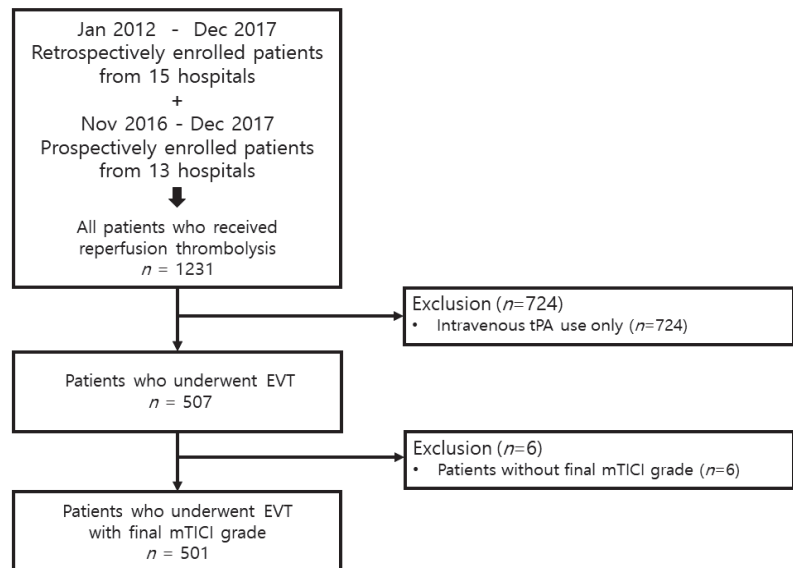 Jan 2012 - Dec 2017
Retrospectively enrolled patients
from 15 hospitals
+
Nov 2016 - Dec 2017
Prospectively enrolled patients
from 13 hospitals
All patients who received
reperfusion thrombolysis
n = 1231
Exclusion (n=724)
• Intravenous tPA use only (n=724)
Patients who underwent EVT
n = 507
Exclusion (n=6)
• Patients without final mTICI grade (n=6)
Patients who underwent EVT
with final mTICI grade
n = 501